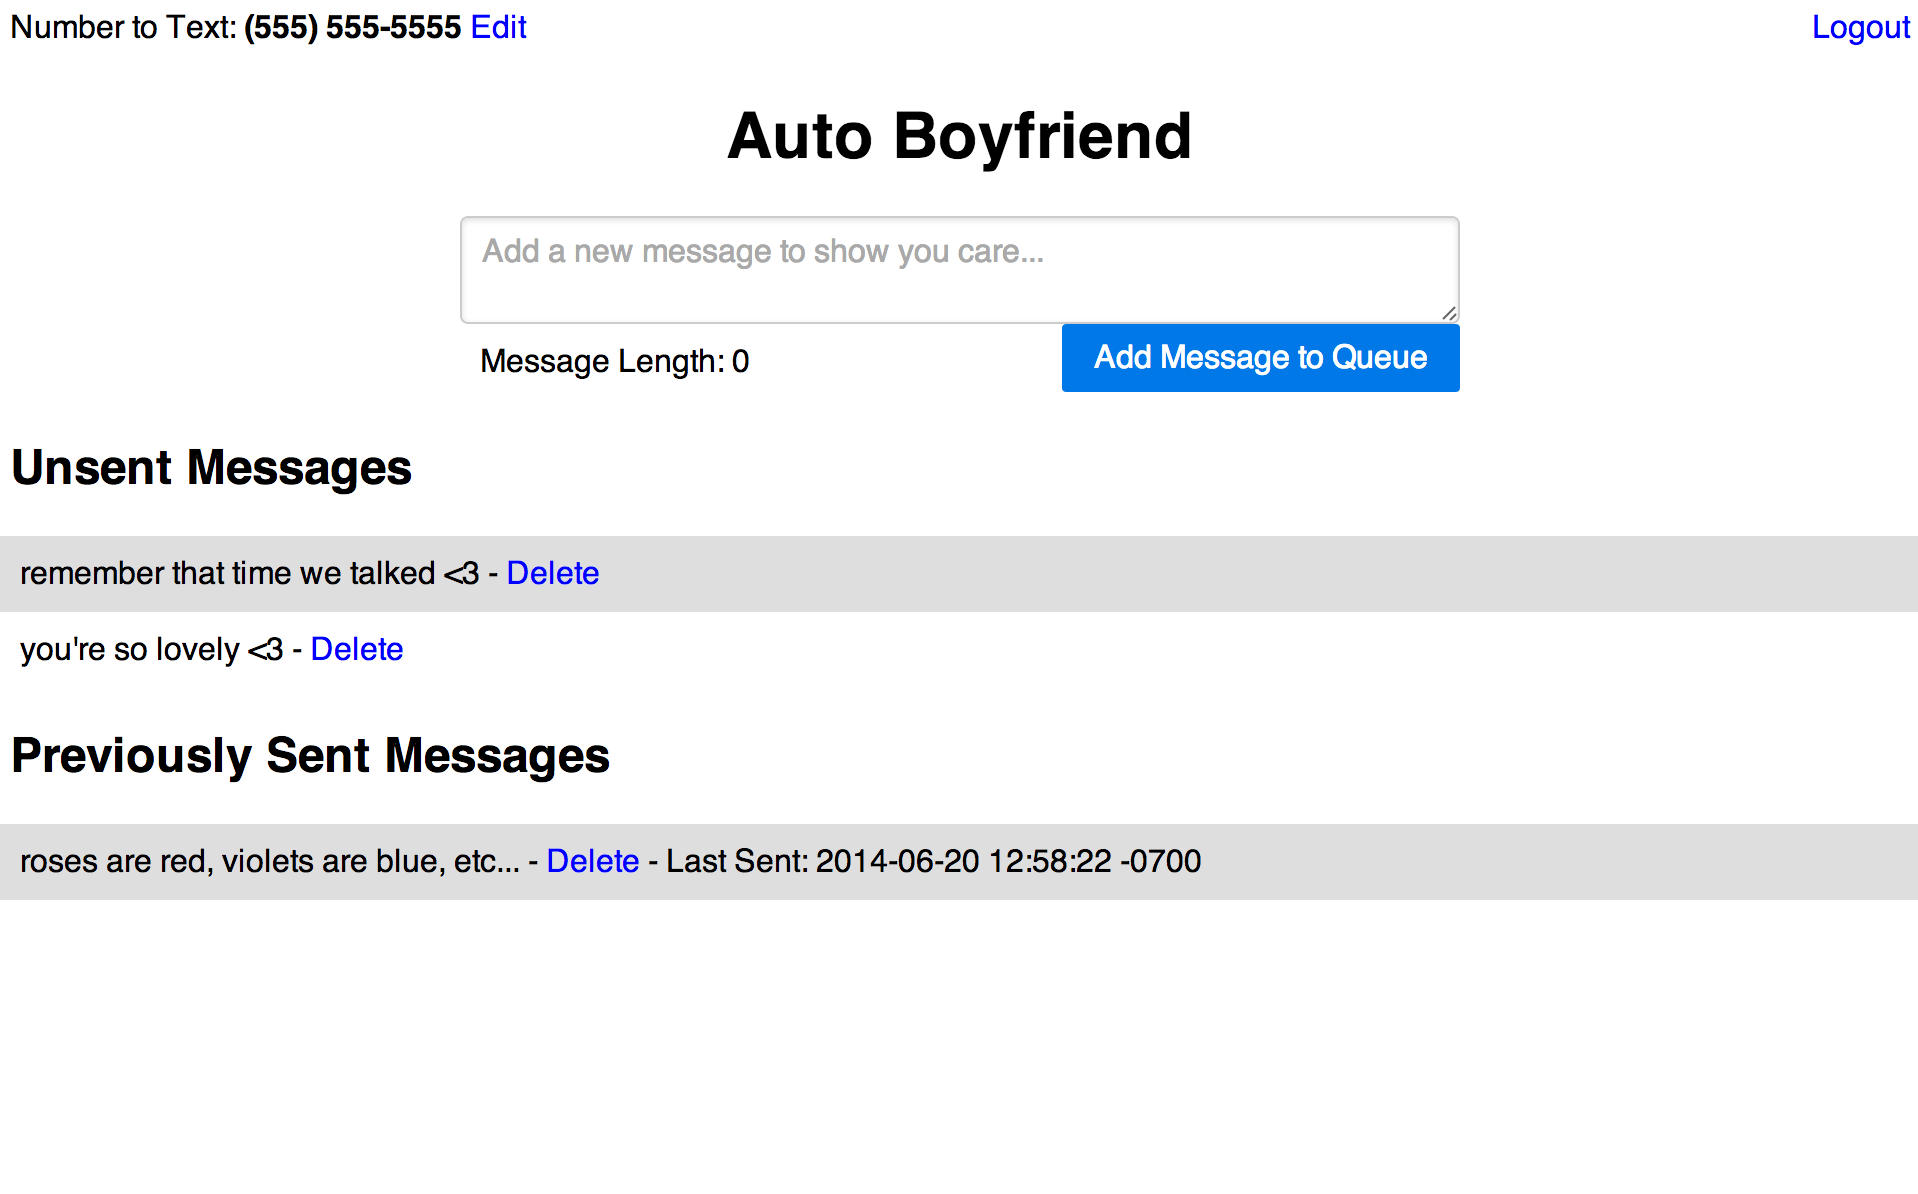 Number to Text: (555) 555-5555 Edit
Logout
Auto Boyfriend
Add a new message to show you care...
Message Length: 0
Add Message to Queue
Unsent Messages
remember that time we talked <3 - Delete
you're so lovely <3 - Delete
Previously Sent Messages
roses are red, violets are blue, etc... - Delete - Last Sent: 2014-06-20 12:58:22 -0700